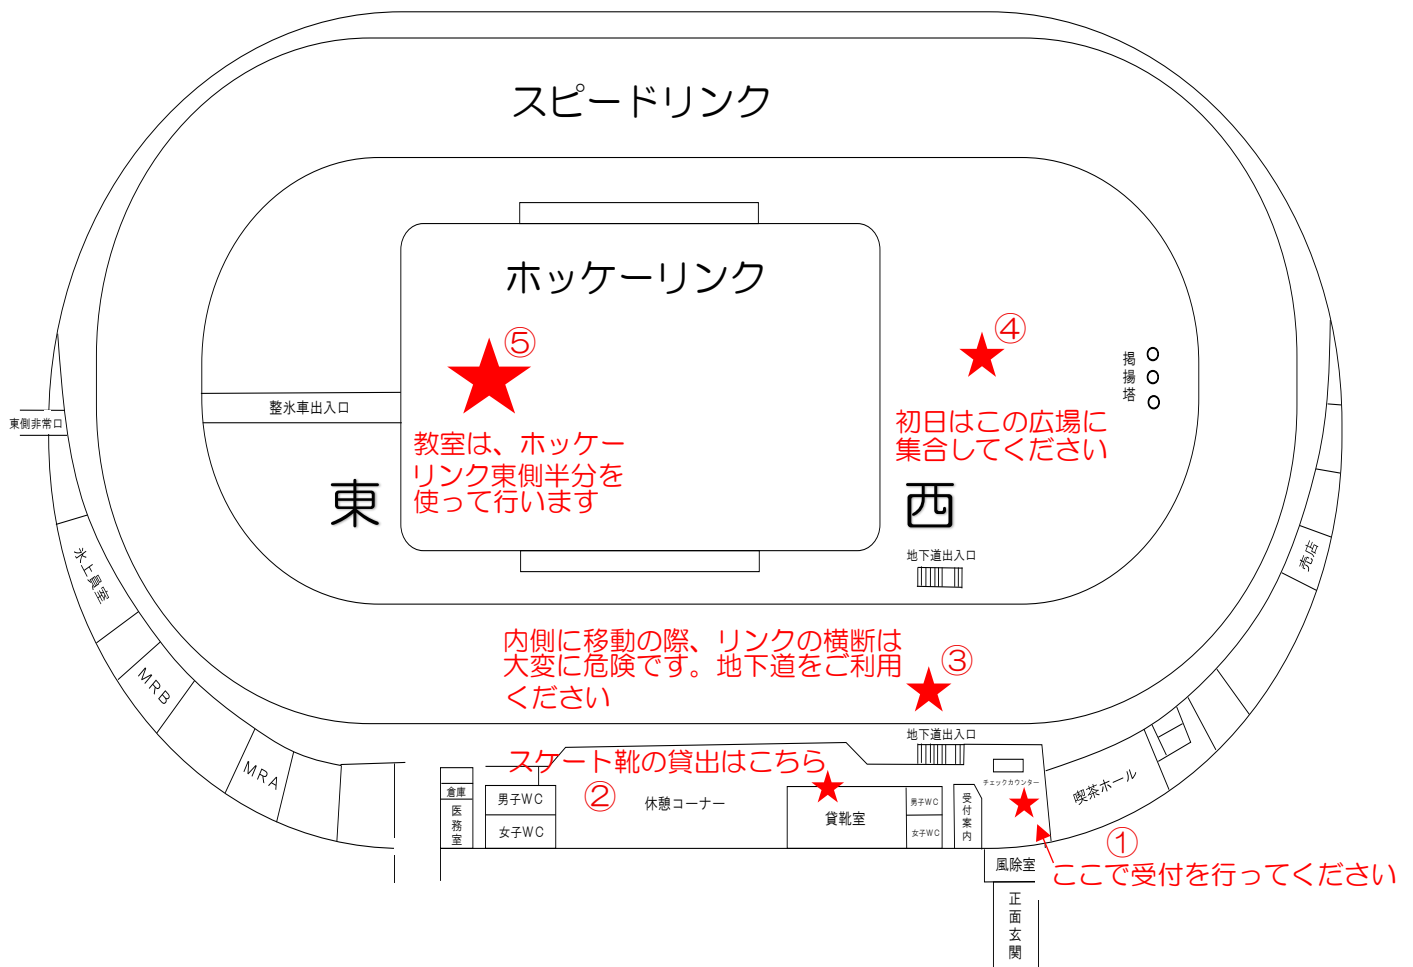 スピードリンク
ホッケーリンク
⑤
④
掲揚塔
整氷車出入口
東側非常口
初日はこの広場に
集合してください
教室は、ホッケー
リンク東側半分を
使って行います
東
西
地下道出入口
売店
氷上員室
内側に移動の際、リンクの横断は
大変に危険です。地下道をご利用
ください
③
MRB
地下道出入口
スケート靴の貸出はこちら
MRA
チェックカウンター
喫茶ホール
倉庫
男子WC
②
休憩コーナー
男子WC
受付案内
医務室
女子WC
貸靴室
女子WC
①
風除室
ここで受付を行ってください
正面玄関